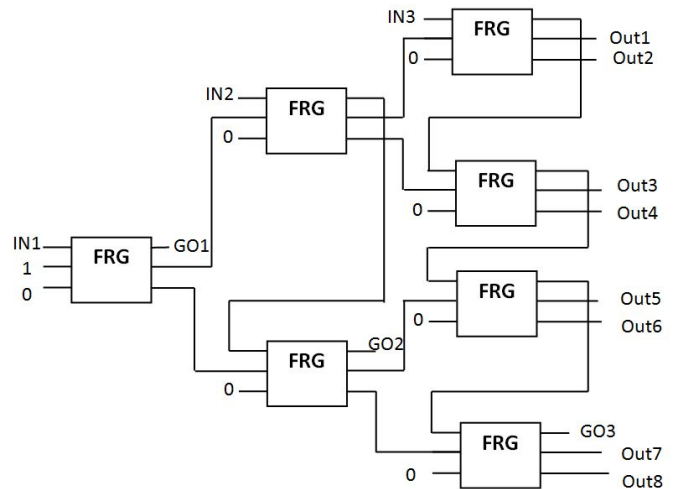 IN3
FRG
Out1
0
Out2
IN2
FRG
0
FRG
Out3
0
Out4
IN1
GO1
FRG
1
0
FRG
Out5
0
Out6
GO2
FRG
0
FRG
GO3
Out7
0
Out8